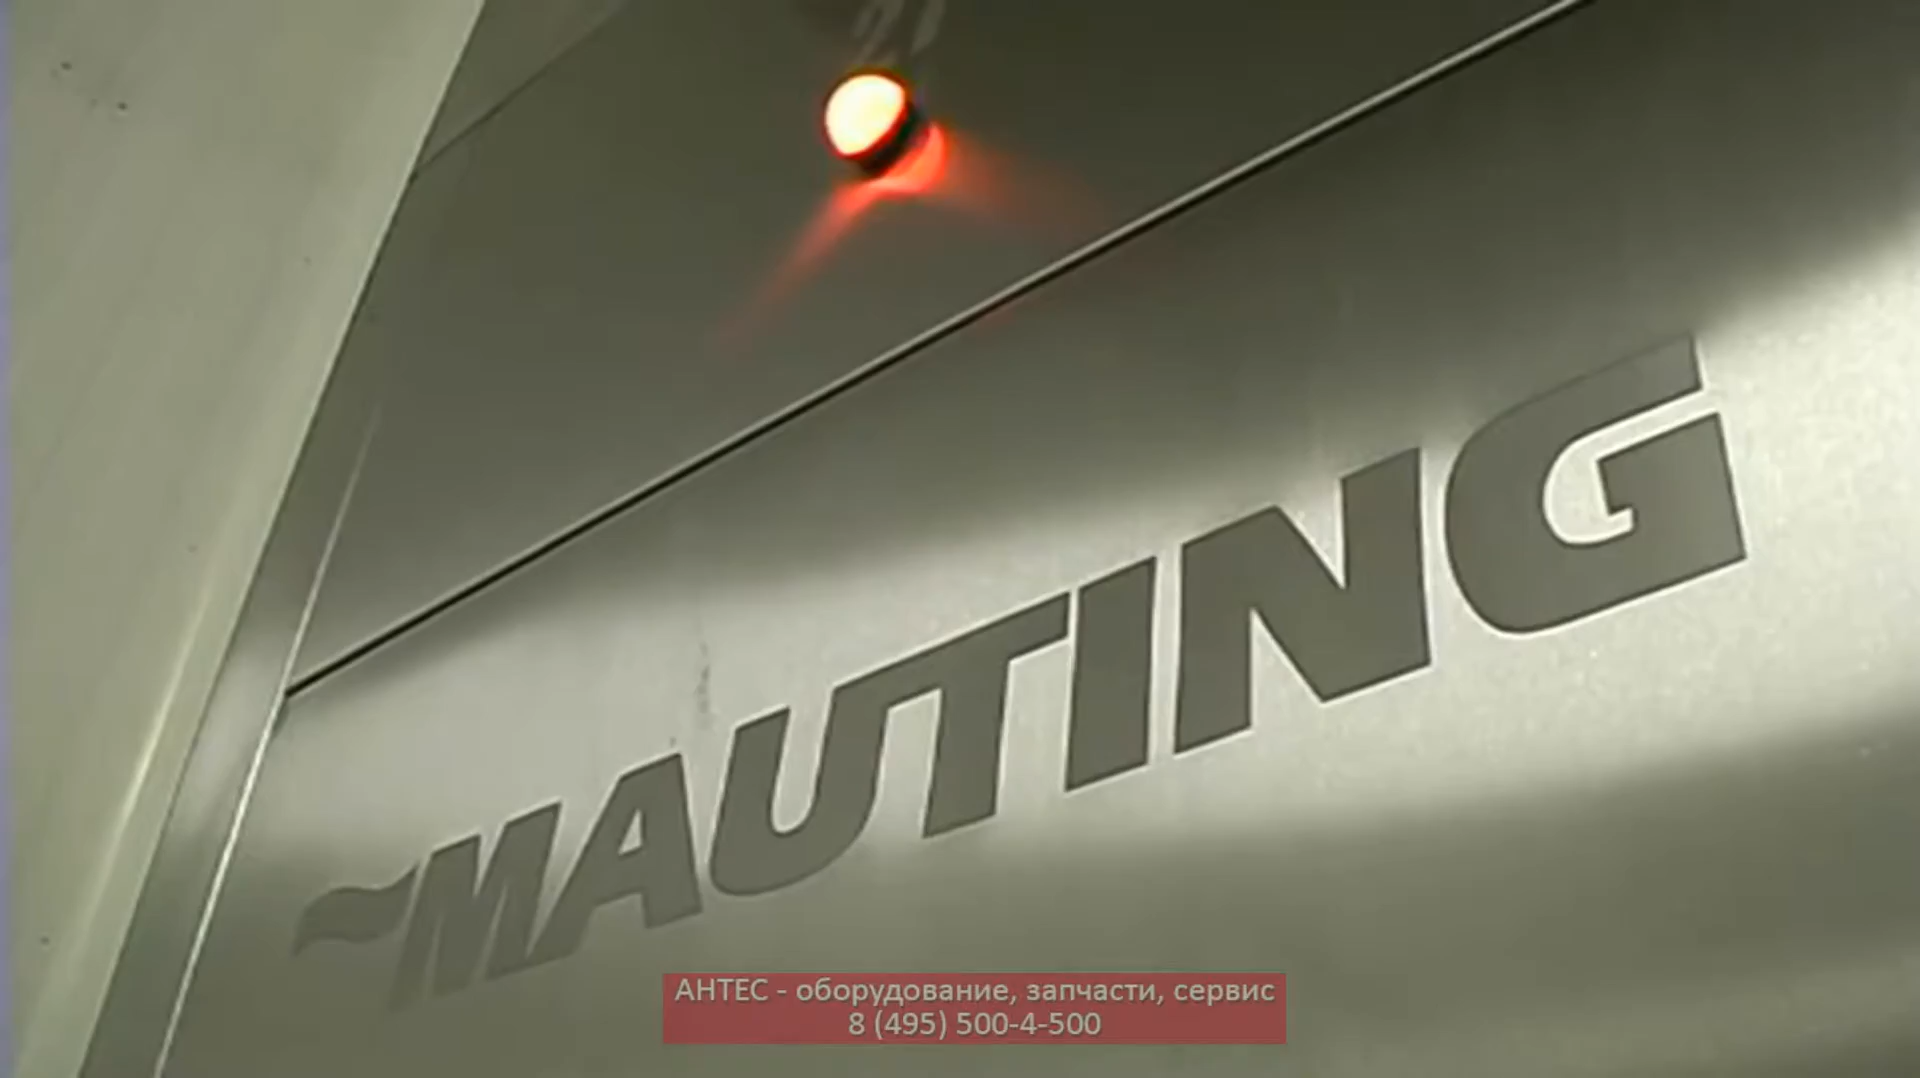 MAUTING
АНТЕС - оборудование, запчасти, сервис
8 (495) 500-4-500